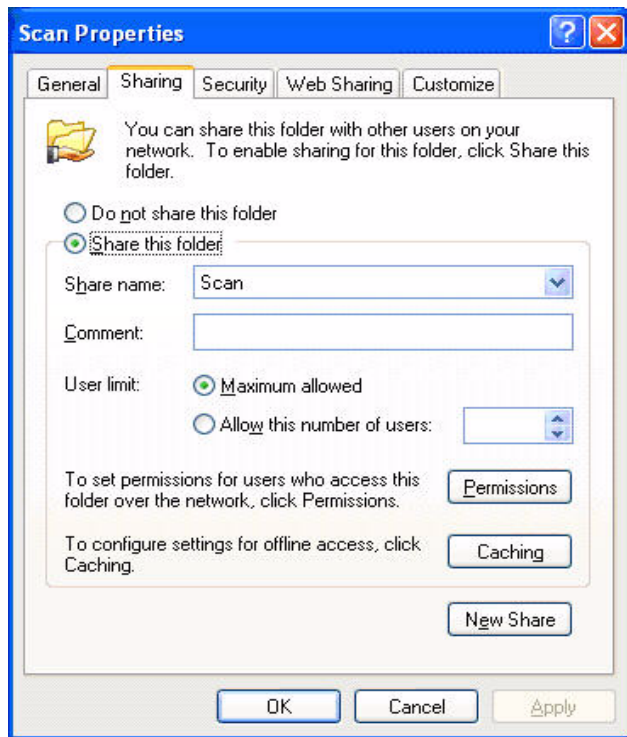 Scan Properties
General Sharing Security Web Sharing Customize
You can share this folder with other users on your
network. To enable sharing for this folder, click Share this
folder.
Do not share this folder
Share this folder
Share name: Scan
Comment:
User limit: Maximum allowed
Allow this number of users:
To set permissions for users who access this
folder over the network, click Permissions.
Permissions
To configure settings for offline access, click
Caching.
Caching
New Share
OK Cancel Apply